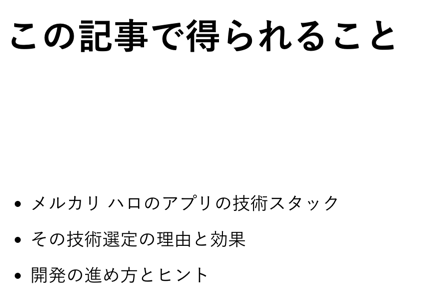 この記事で得られること
• メルカリ ハロのアプリの技術スタック
• その技術選定の理由と効果
• 開発の進め方とヒント